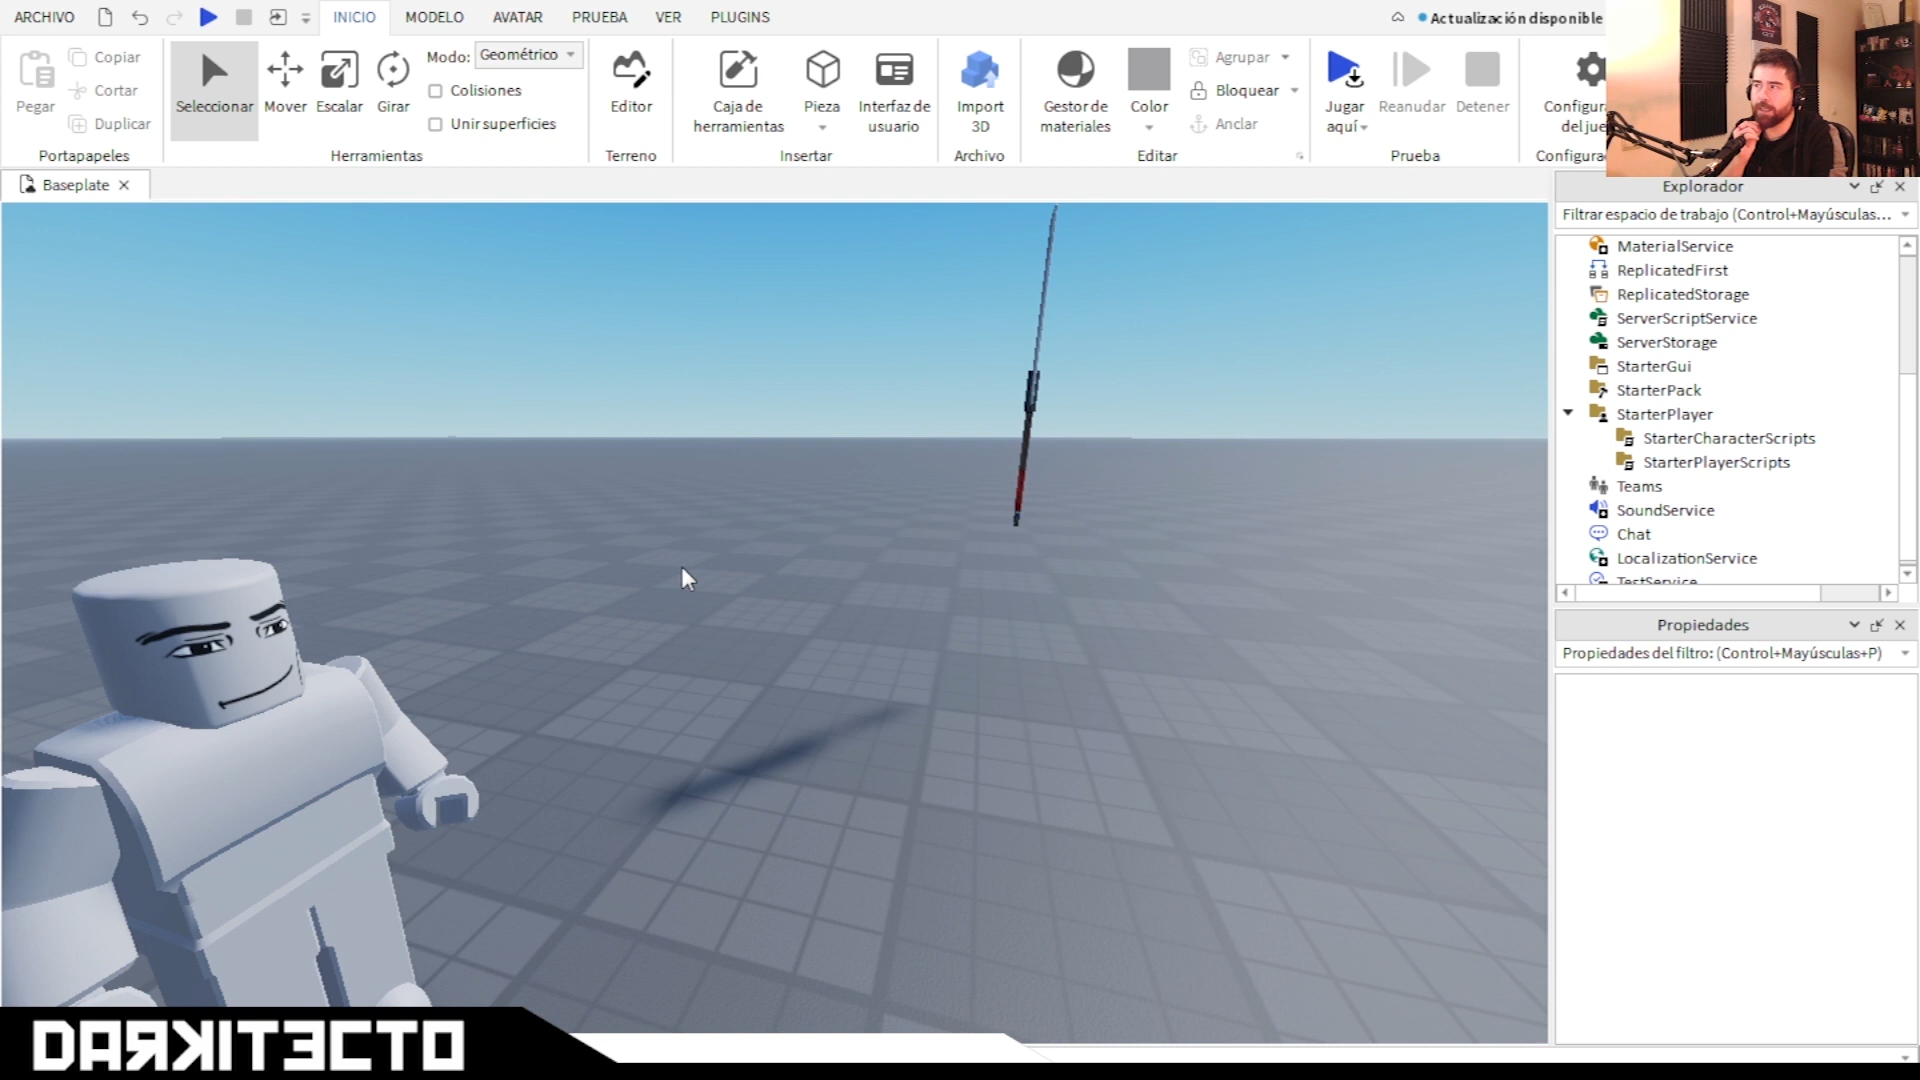 ARCHIVO INICIO MODELO AVATAR PRUEBA VER PLUGINS Actualización disponible
Pegar
Copiar
Cortar
Duplicar
Portapapeles
Seleccionar Mover Escalar Girar
Modo: Geométrico
Colisiones
Unir superficies
Herramientas
Editor
Terreno
Caja de
herramientas
Pieza
Interfaz de
usuario
Insertar
Import
3D
Archivo
Gestor de
materiales
Color
Agrupar
Bloquear
Anclar
Editar
Jugar
aquí
Reanudar Detener
Prueba
Baseplate
Explorador
Filtrar espacio de trabajo (Control+Mayúsculas...
MaterialService
ReplicatedFirst
ReplicatedStorage
ServerScriptService
ServerStorage
StarterGui
StarterPack
StarterPlayer
StarterCharacterScripts
StarterPlayerScripts
Teams
SoundService
Chat
LocalizationService
TestService
Propiedades
Propiedades del filtro: (Control+Mayúsculas+P)
DARKITECTO